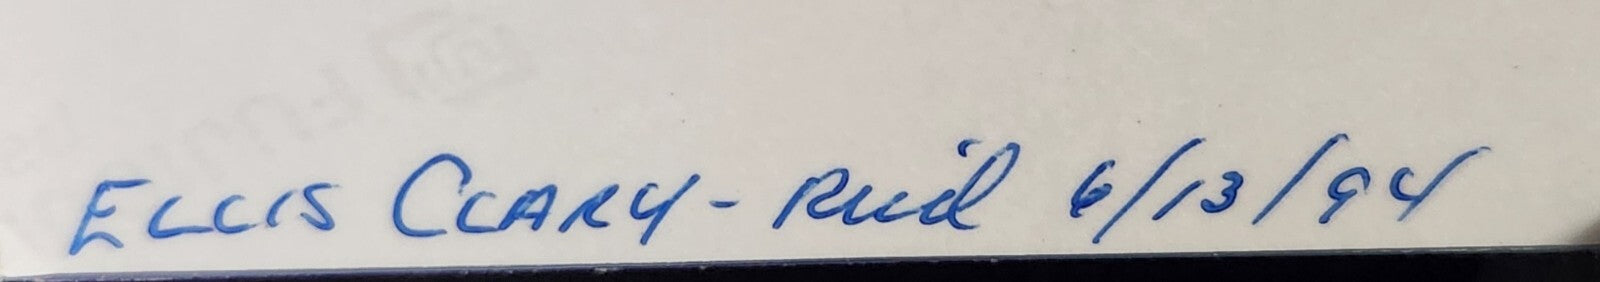 ELLIS CLARY - Rec'd 6/13/94